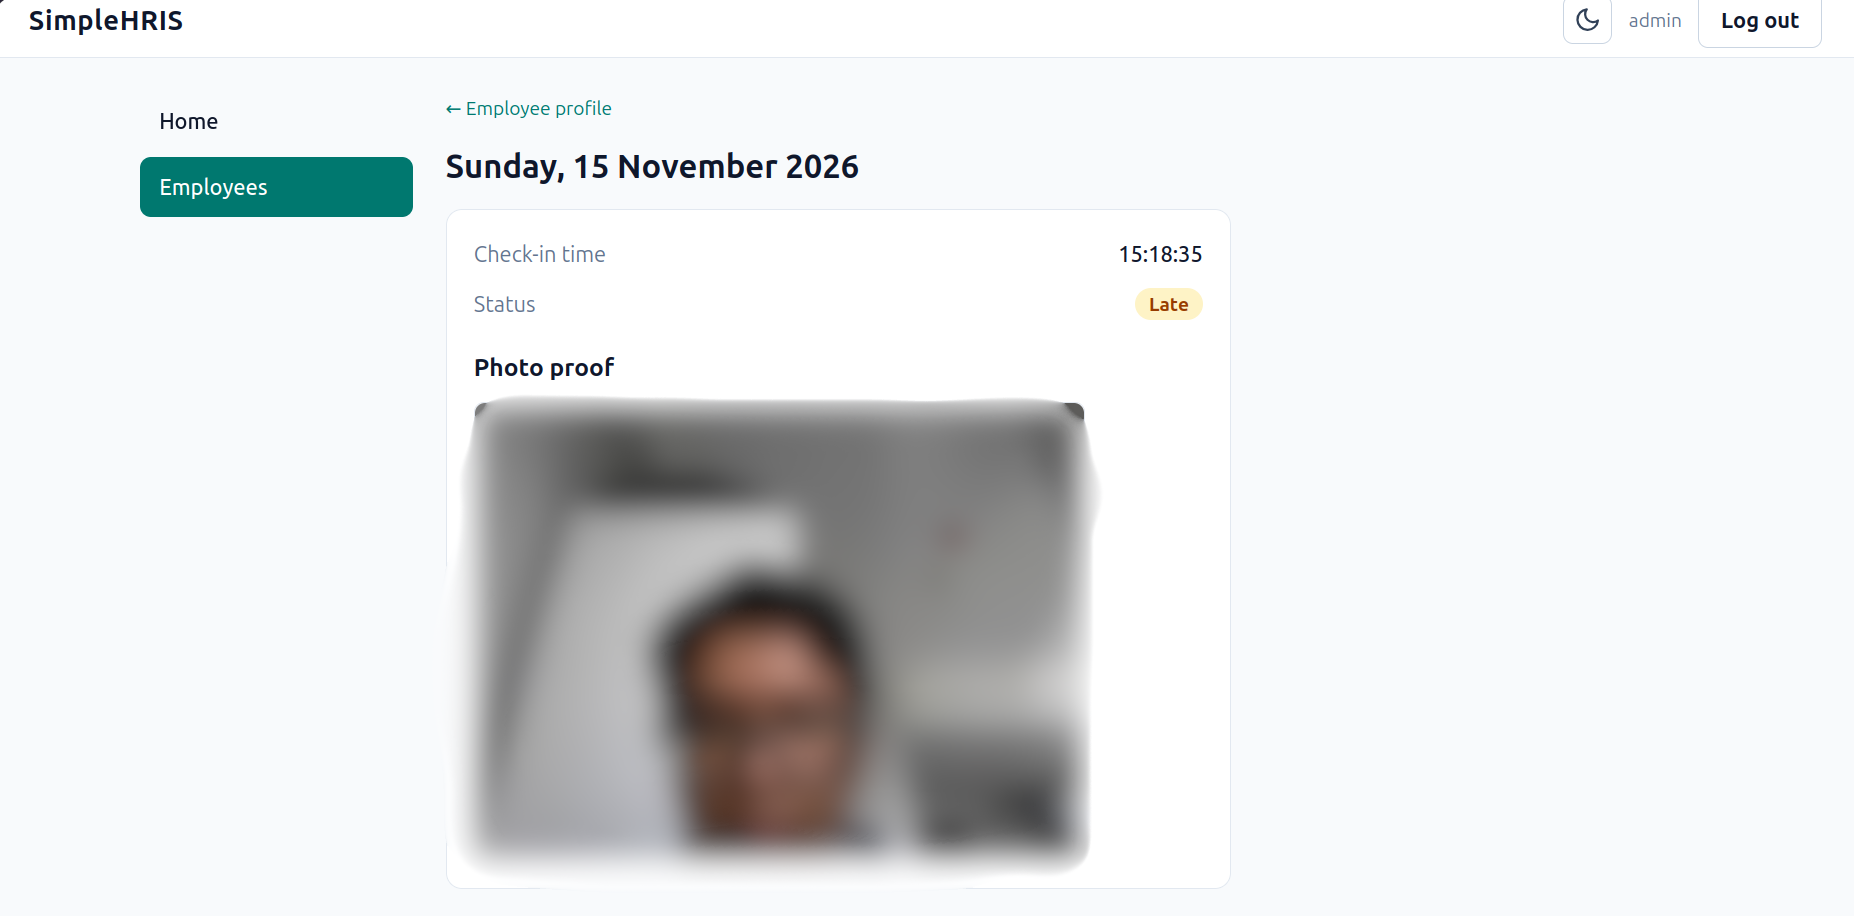 SimpleHRIS
admin
Log out
Home
Employees
← Employee profile
Sunday, 15 November 2026
Check-in time 15:18:35
Status Late
Photo proof